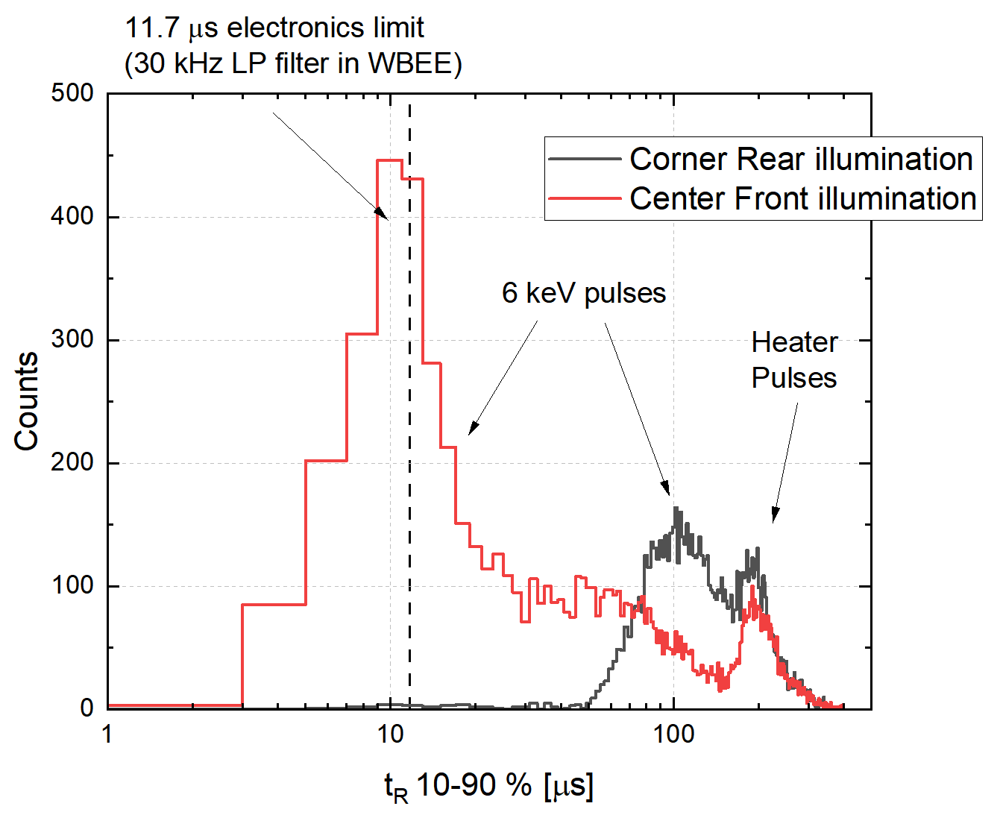 11.7 μs electronics limit
(30 kHz LP filter in WBEE)
500
400
300
200
100
0
Counts
Corner Rear illumination
Center Front illumination
6 keV pulses
Heater
Pulses
1
10
100
tR 10-90 % [μs]